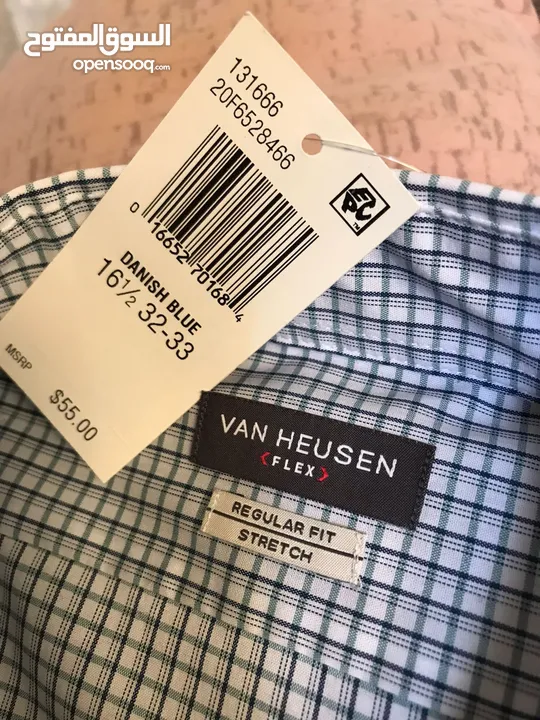 السوق المفتوح
opensooq.com
131666
20F6528466
EPC
0 16652 70168 4
DANISH BLUE
16½ 32-33
MSRP
$55.00
VAN HEUSEN
FLEX
REGULAR FIT
STRETCH